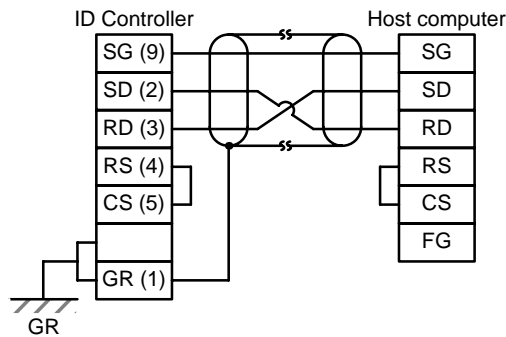 ID Controller
Host computer
SG (9)
SG
SD (2)
SD
RD (3)
RD
RS (4)
RS
CS (5)
CS
FG
GR (1)
GR